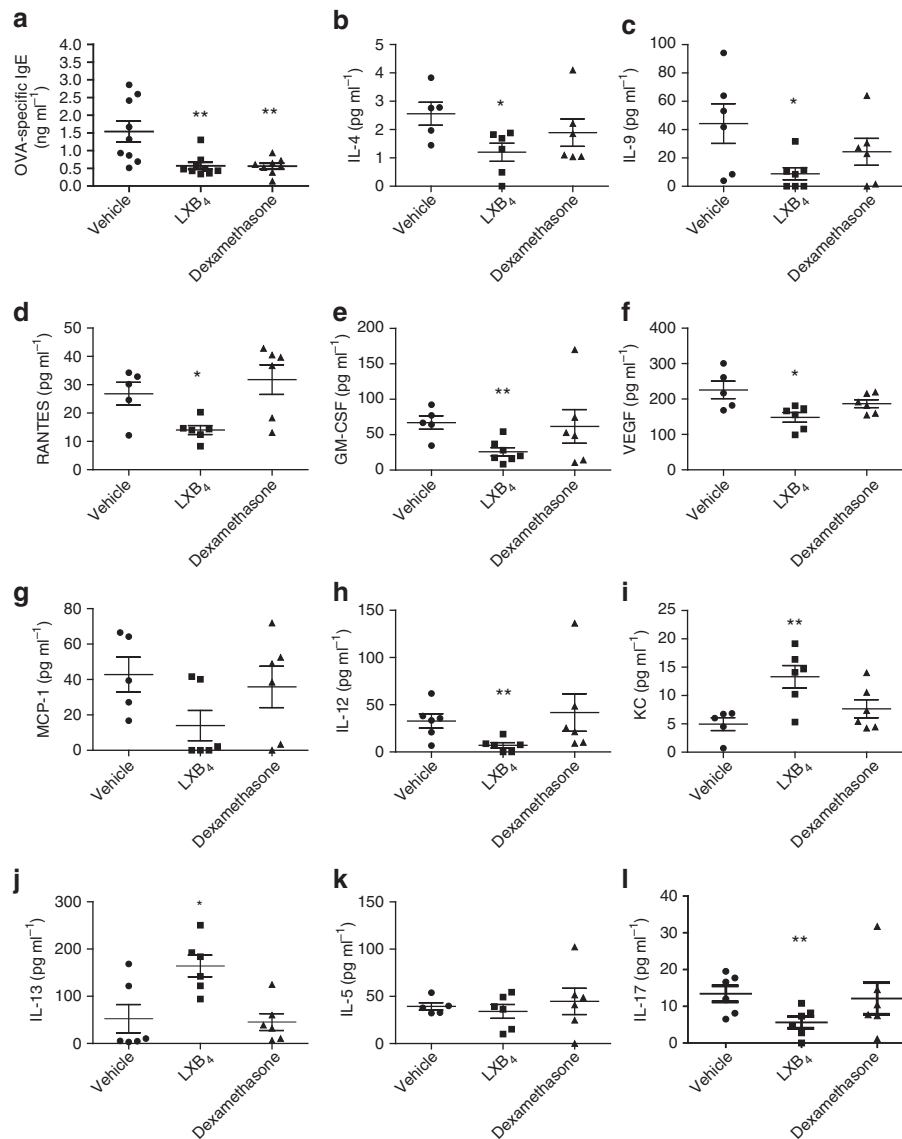 a
OVA-specific IgE
(ng ml⁻¹)
4.0
3.5
3.0
2.5
2.0
1.5
1.0
0.5
0.0
**
**
Vehicle
LXB₄
Dexamethasone
b
IL-4 (pg ml⁻¹)
5
4
3
2
1
0
*
Vehicle
LXB₄
Dexamethasone
c
IL-9 (pg ml⁻¹)
100
80
60
40
20
0
*
Vehicle
LXB₄
Dexamethasone
d
RANTES (pg ml⁻¹)
50
40
30
20
10
0
*
Vehicle
LXB₄
Dexamethasone
e
GM-CSF (pg ml⁻¹)
200
150
100
50
0
**
Vehicle
LXB₄
Dexamethasone
f
VEGF (pg ml⁻¹)
400
300
200
100
0
*
Vehicle
LXB₄
Dexamethasone
g
MCP-1 (pg ml⁻¹)
80
60
40
20
0
Vehicle
LXB₄
Dexamethasone
h
IL-12 (pg ml⁻¹)
150
100
50
0
**
Vehicle
LXB₄
Dexamethasone
i
KC (pg ml⁻¹)
25
20
15
10
5
0
**
Vehicle
LXB₄
Dexamethasone
j
IL-13 (pg ml⁻¹)
300
200
100
0
*
Vehicle
LXB₄
Dexamethasone
k
IL-5 (pg ml⁻¹)
150
100
50
0
Vehicle
LXB₄
Dexamethasone
l
IL-17 (pg ml⁻¹)
40
30
20
10
0
**
Vehicle
LXB₄
Dexamethasone